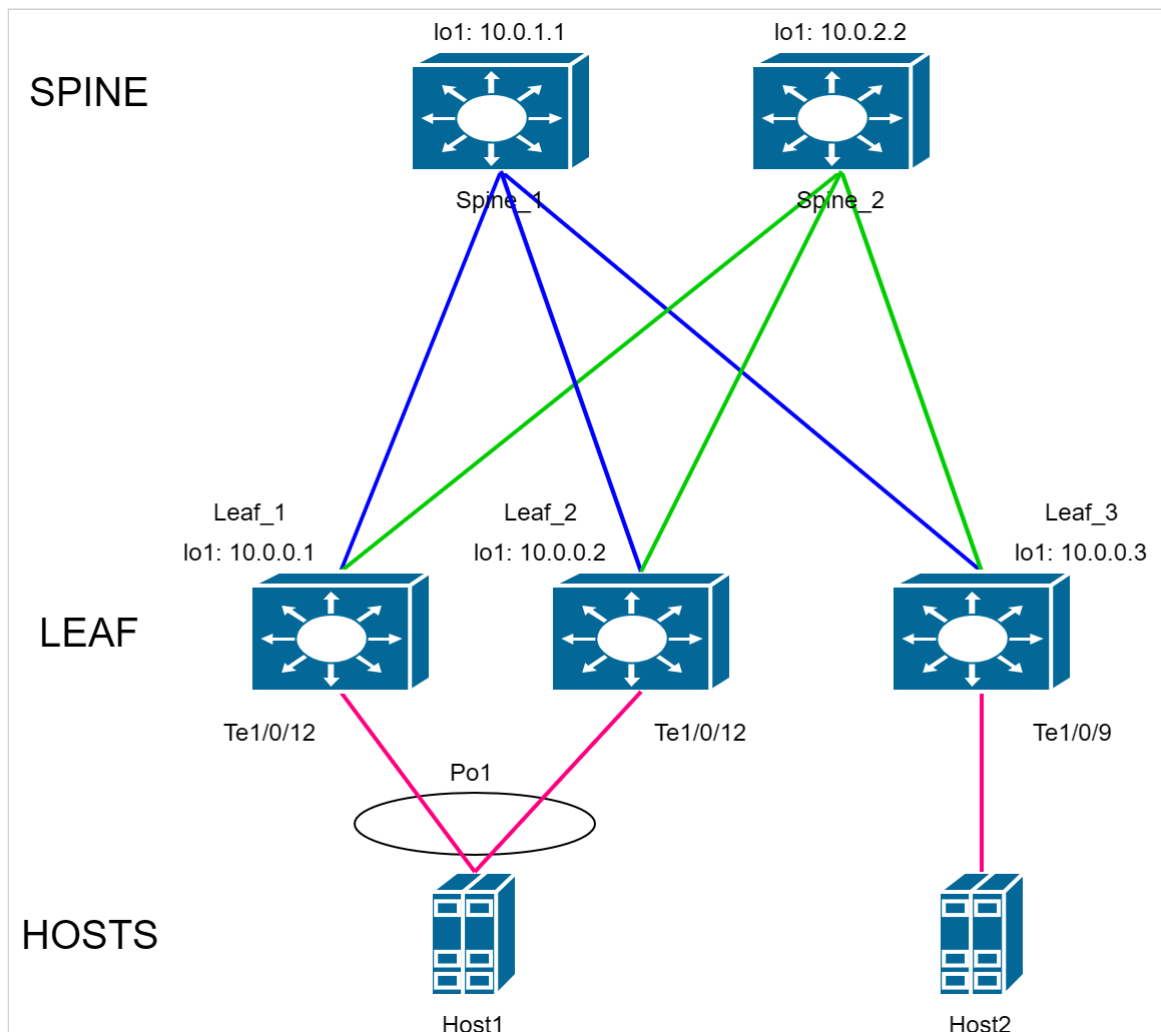 lo1: 10.0.1.1
lo1: 10.0.2.2
SPINE
Spine_1
Spine_2
Leaf_1
Leaf_2
Leaf_3
lo1: 10.0.0.1
lo1: 10.0.0.2
lo1: 10.0.0.3
LEAF
Te1/0/12
Te1/0/12
Te1/0/9
Po1
HOSTS
Host1
Host2